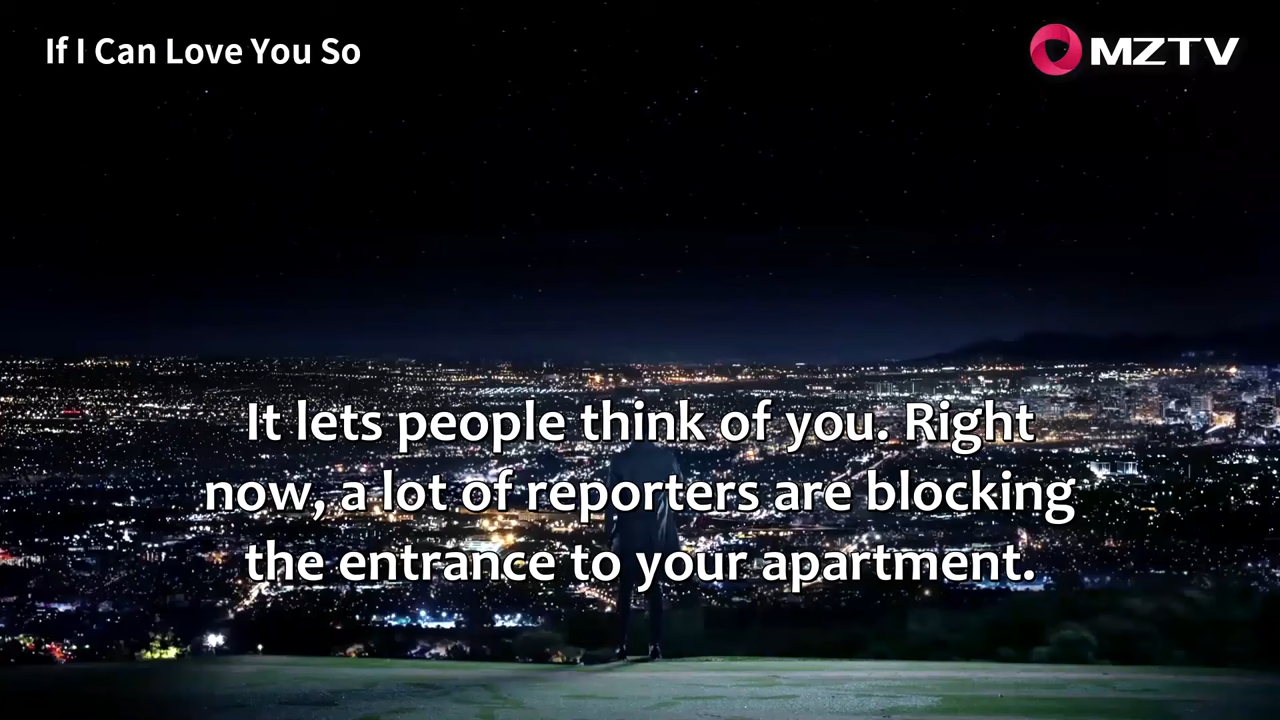 If I Can Love You So
MZTV
It lets people think of you. Right
now, a lot of reporters are blocking
the entrance to your apartment.